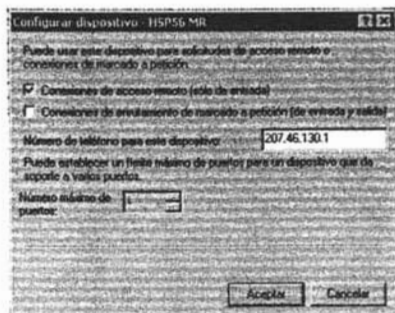 Configurar dispositivo - HSP56 MR
Puede usar este dispositivo para solicitudes de acceso remoto o
conexiones de marcado a petición.
Conexiones de acceso remoto (sólo de entrada)
Conexiones de enrutamiento de marcado a petición (de entrada y salida)
Número de teléfono para este dispositivo:
207.46.130.1
Puede establecer un límite máximo de puertos para un dispositivo que da
soporte a varios puertos.
Número máximo de
puertos:
1
Aceptar
Cancelar